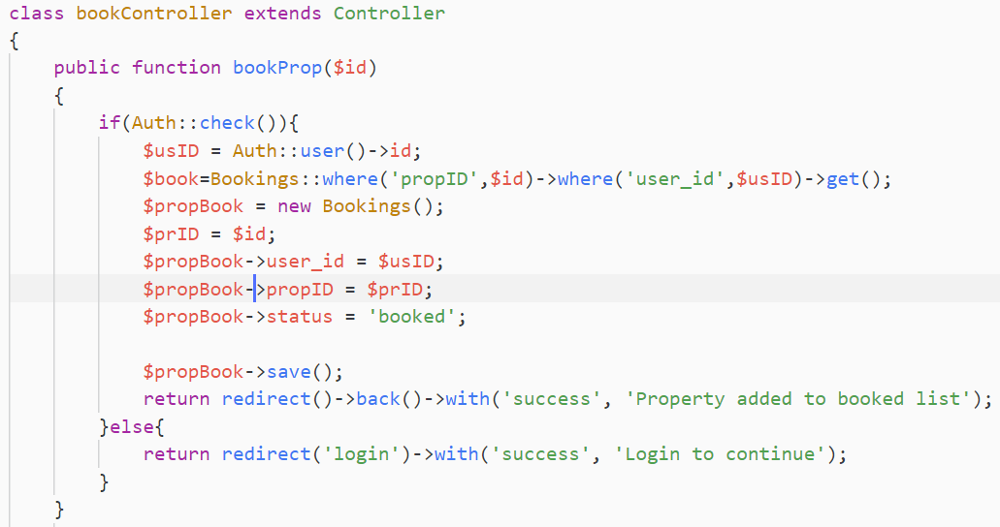 class bookController extends Controller
{
    public function bookProp($id)
    {
        if(Auth::check()){
            $usID = Auth::user()->id;
            $book=Bookings::where('propID',$id)->where('user_id',$usID)->get();
            $propBook = new Bookings();
            $prID = $id;
            $propBook->user_id = $usID;
            $propBook->propID = $prID;
            $propBook->status = 'booked';

            $propBook->save();
            return redirect()->back()->with('success', 'Property added to booked list');
        }else{
            return redirect('login')->with('success', 'Login to continue');
        }
    }